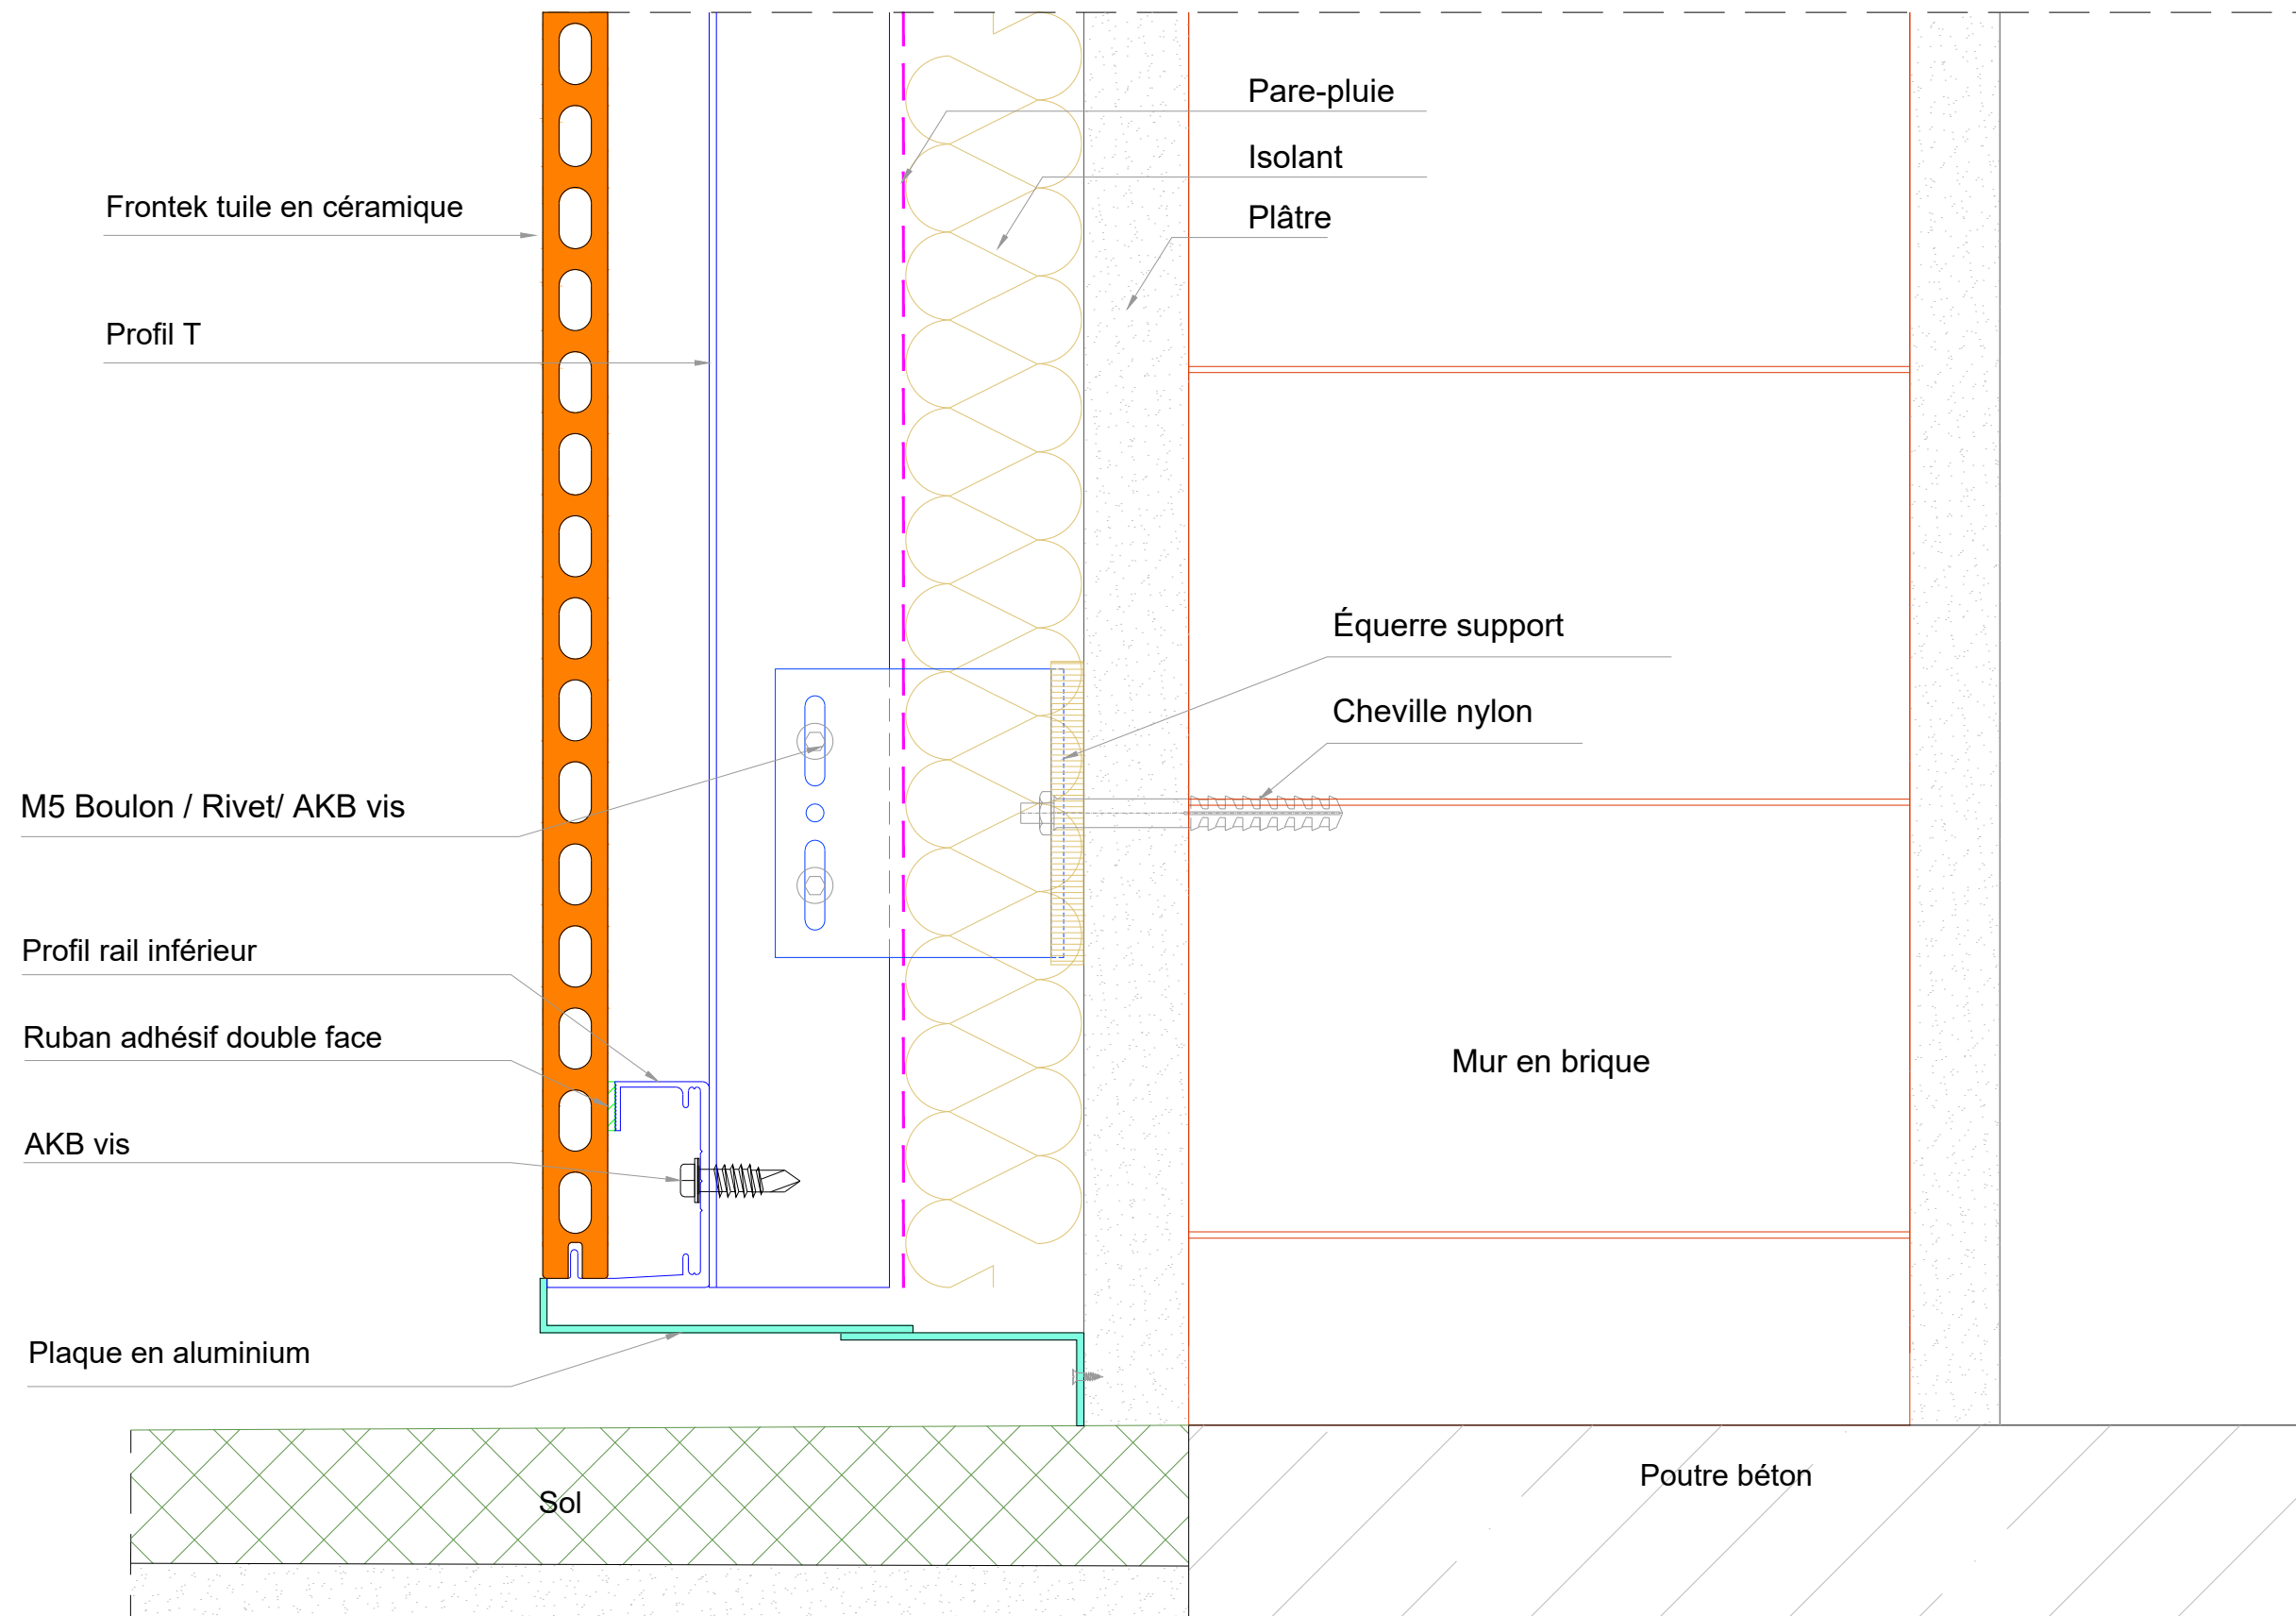 Pare-pluie
Isolant
Plâtre
Frontek tuile en céramique
Profil T
Équerre support
Cheville nylon
M5 Boulon / Rivet/ AKB vis
Profil rail inférieur
Ruban adhésif double face
Mur en brique
AKB vis
Plaque en aluminium
Poutre béton
Sol